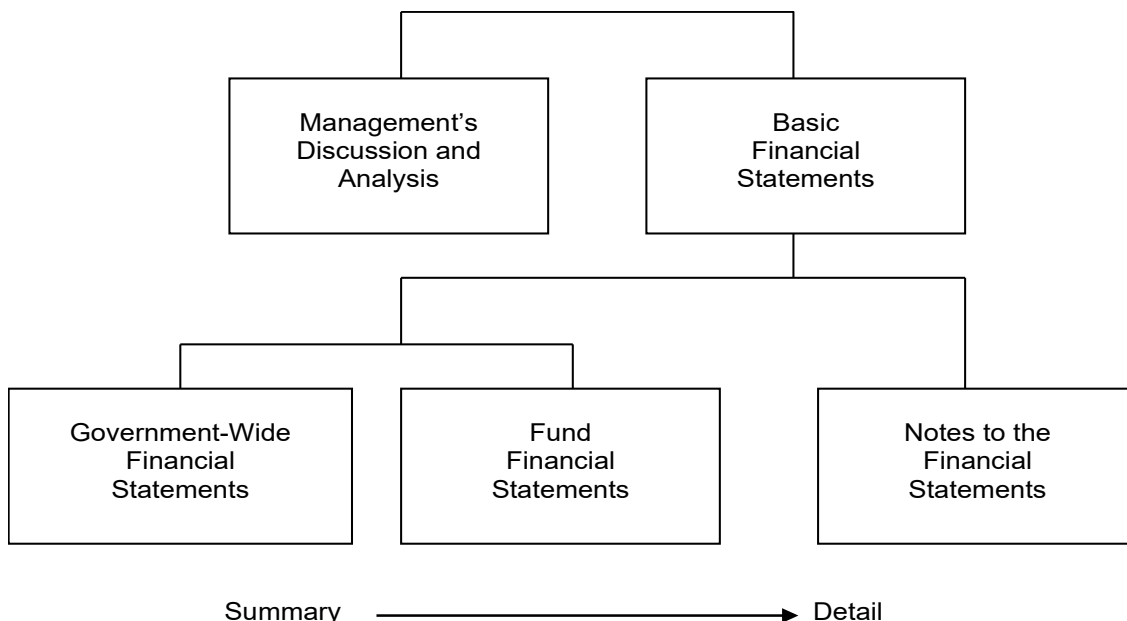 Management’s
Discussion and
Analysis
Basic
Financial
Statements
Government-Wide
Financial
Statements
Fund
Financial
Statements
Notes to the
Financial
Statements
Summary
Detail